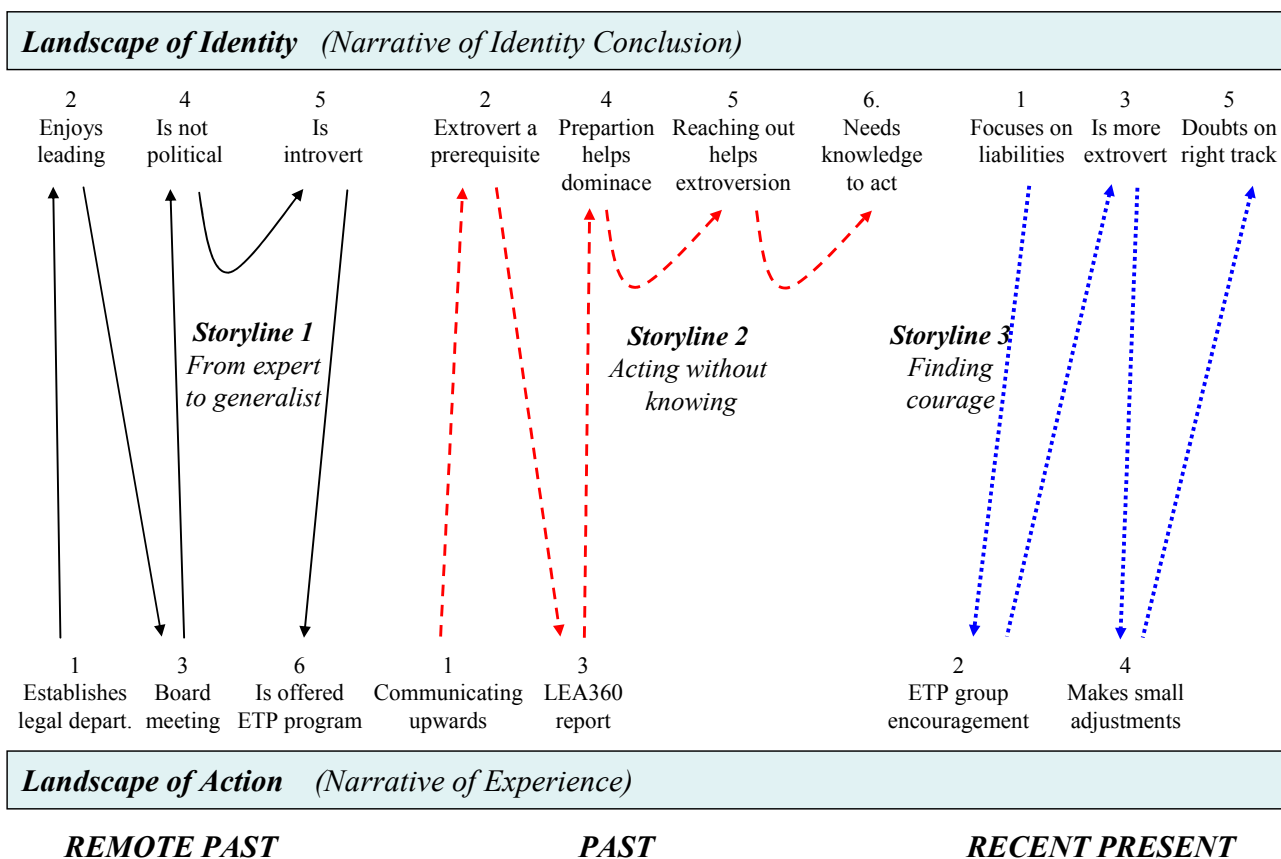 Landscape of Identity (Narrative of Identity Conclusion)
2 4 5 2 4 5 6. 1 3 5
Enjoys Is not Is Extrovert a Prepartion Reaching out Needs Focuses on Is more Doubts on
leading political introvert prerequisite helps helps knowledge liabilities extrovert right track
dominace extroversion to act
Storyline 1 Storyline 2 Storyline 3
From expert Acting without Finding
to generalist knowing courage
1 3 6 1 3 2 4
Establishes Board Is offered Communicating LEA360 ETP group Makes small
legal depart. meeting ETP program upwards report encouragement adjustments
Landscape of Action (Narrative of Experience)
REMOTE PAST PAST RECENT PRESENT